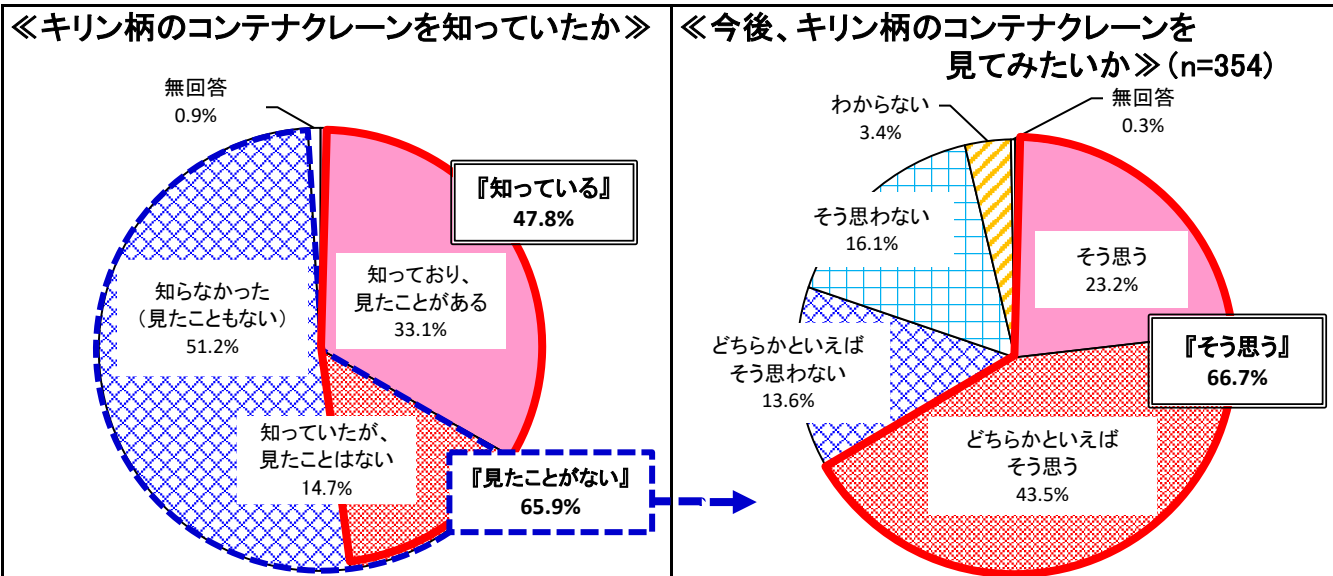 ≪キリン柄のコンテナクレーンを知っていたか≫
無回答
0.9%
『知っている』
47.8%
知っており、
見たことがある
33.1%
知らなかった
（見たこともない）
51.2%
知っていたが、
見たことはない
14.7%
『見たことがない』
65.9%
≪今後、キリン柄のコンテナクレーンを
見てみたいか≫（n=354）
わからない
3.4%
無回答
0.3%
そう思わない
16.1%
そう思う
23.2%
どちらかといえば
そう思わない
13.6%
『そう思う』
66.7%
どちらかといえば
そう思う
43.5%